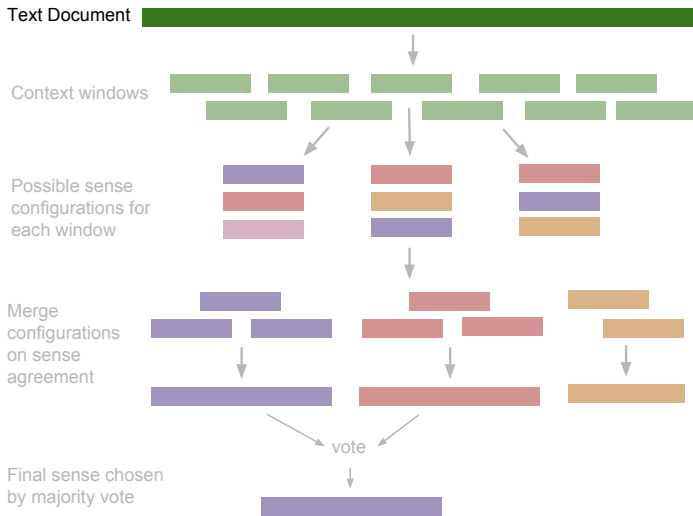 Text Document
Context windows
Possible sense
configurations for
each window
Merge
configurations
on sense
agreement
vote
Final sense chosen
by majority vote